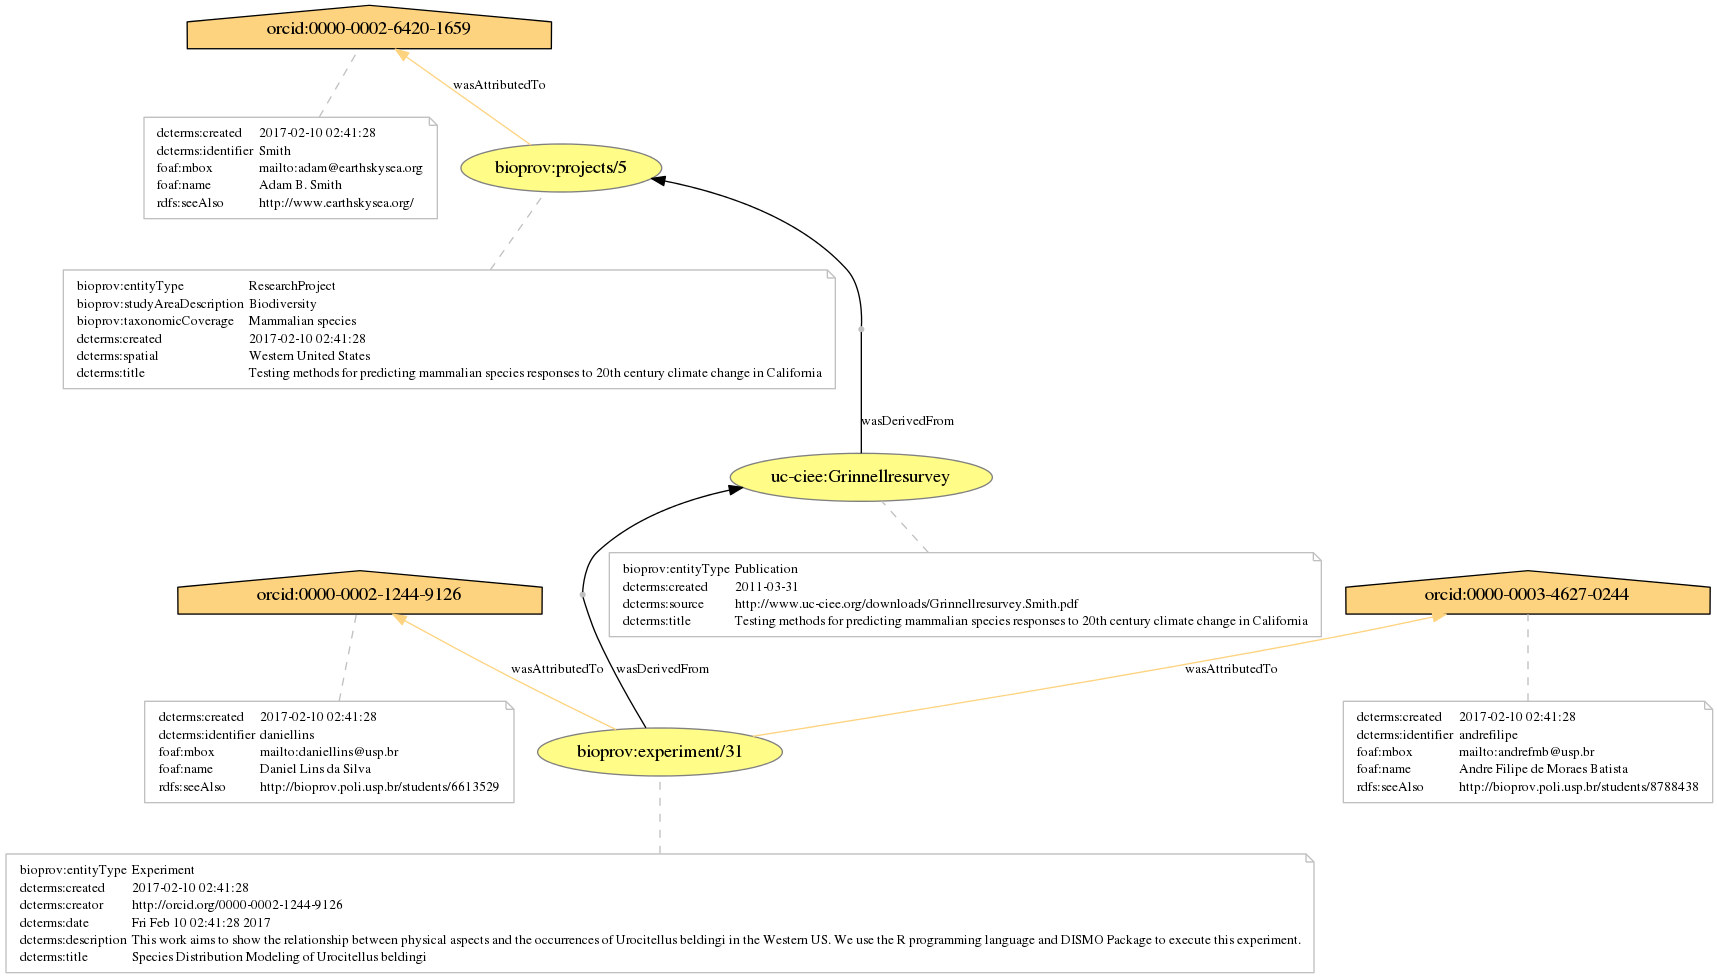 orcid:0000-0002-6420-1659
wasAttributedTo
dcterms:created 2017-02-10 02:41:28
dcterms:identifier Smith
foaf:mbox mailto:adam@earthskysea.org
foaf:name Adam B. Smith
rdfs:seeAlso http://www.earthskysea.org/
bioprov:projects/5
bioprov:entityType ResearchProject
bioprov:studyAreaDescription Biodiversity
bioprov:taxonomicCoverage Mammalian species
dcterms:created 2017-02-10 02:41:28
dcterms:spatial Western United States
dcterms:title Testing methods for predicting mammalian species responses to 20th century climate change in California
wasDerivedFrom
uc-ciee:Grinnellresurvey
bioprov:entityType Publication
dcterms:created 2011-03-31
dcterms:source http://www.uc-ciee.org/downloads/Grinnellresurvey.Smith.pdf
dcterms:title Testing methods for predicting mammalian species responses to 20th century climate change in California
orcid:0000-0002-1244-9126
orcid:0000-0003-4627-0244
wasAttributedTo
wasDerivedFrom
wasAttributedTo
dcterms:created 2017-02-10 02:41:28
dcterms:identifier daniellins
foaf:mbox mailto:daniellins@usp.br
foaf:name Daniel Lins da Silva
rdfs:seeAlso http://bioprov.poli.usp.br/students/6613529
bioprov:experiment/31
dcterms:created 2017-02-10 02:41:28
dcterms:identifier andrefilipe
foaf:mbox mailto:andrefmb@usp.br
foaf:name Andre Filipe de Moraes Batista
rdfs:seeAlso http://bioprov.poli.usp.br/students/8788438
bioprov:entityType Experiment
dcterms:created 2017-02-10 02:41:28
dcterms:creator http://orcid.org/0000-0002-1244-9126
dcterms:date Fri Feb 10 02:41:28 2017
dcterms:description This work aims to show the relationship between physical aspects and the occurrences of Urocitellus beldingi in the Western US. We use the R programming language and DISMO Package to execute this experiment.
dcterms:title Species Distribution Modeling of Urocitellus beldingi